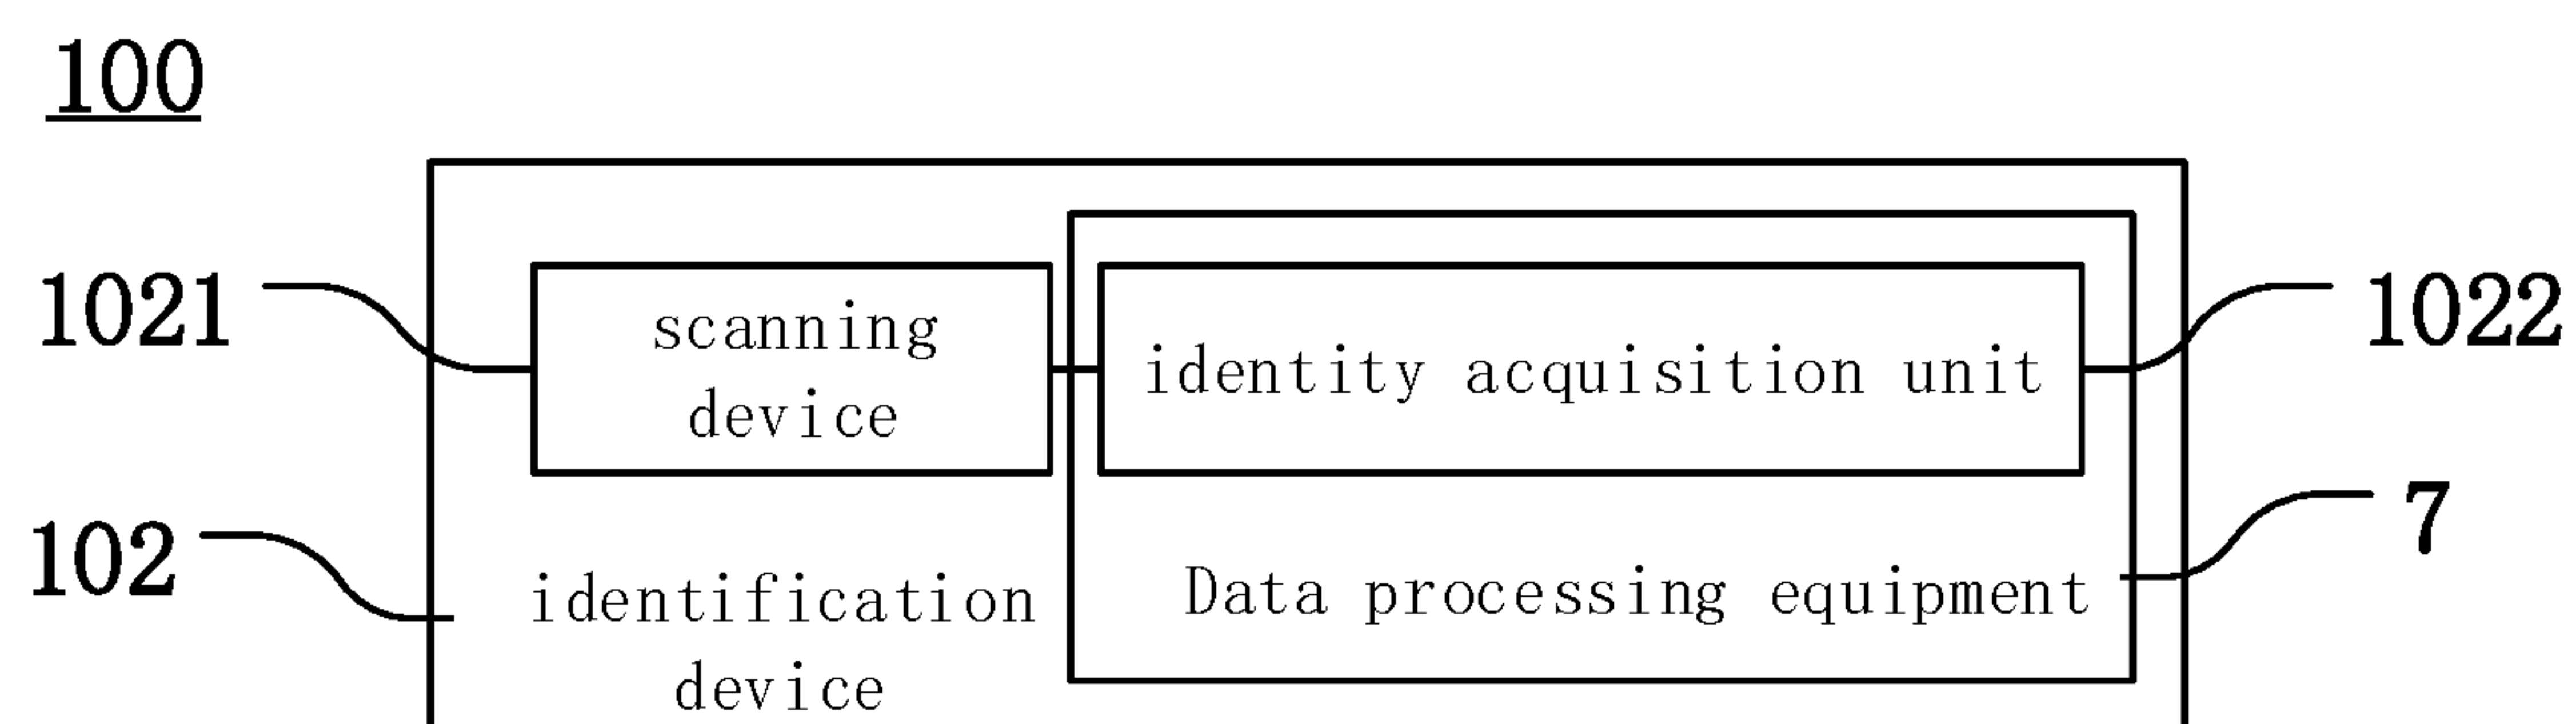 100
1021
scanning
device
identity acquisition unit
1022
102
identification
device
Data processing equipment
7